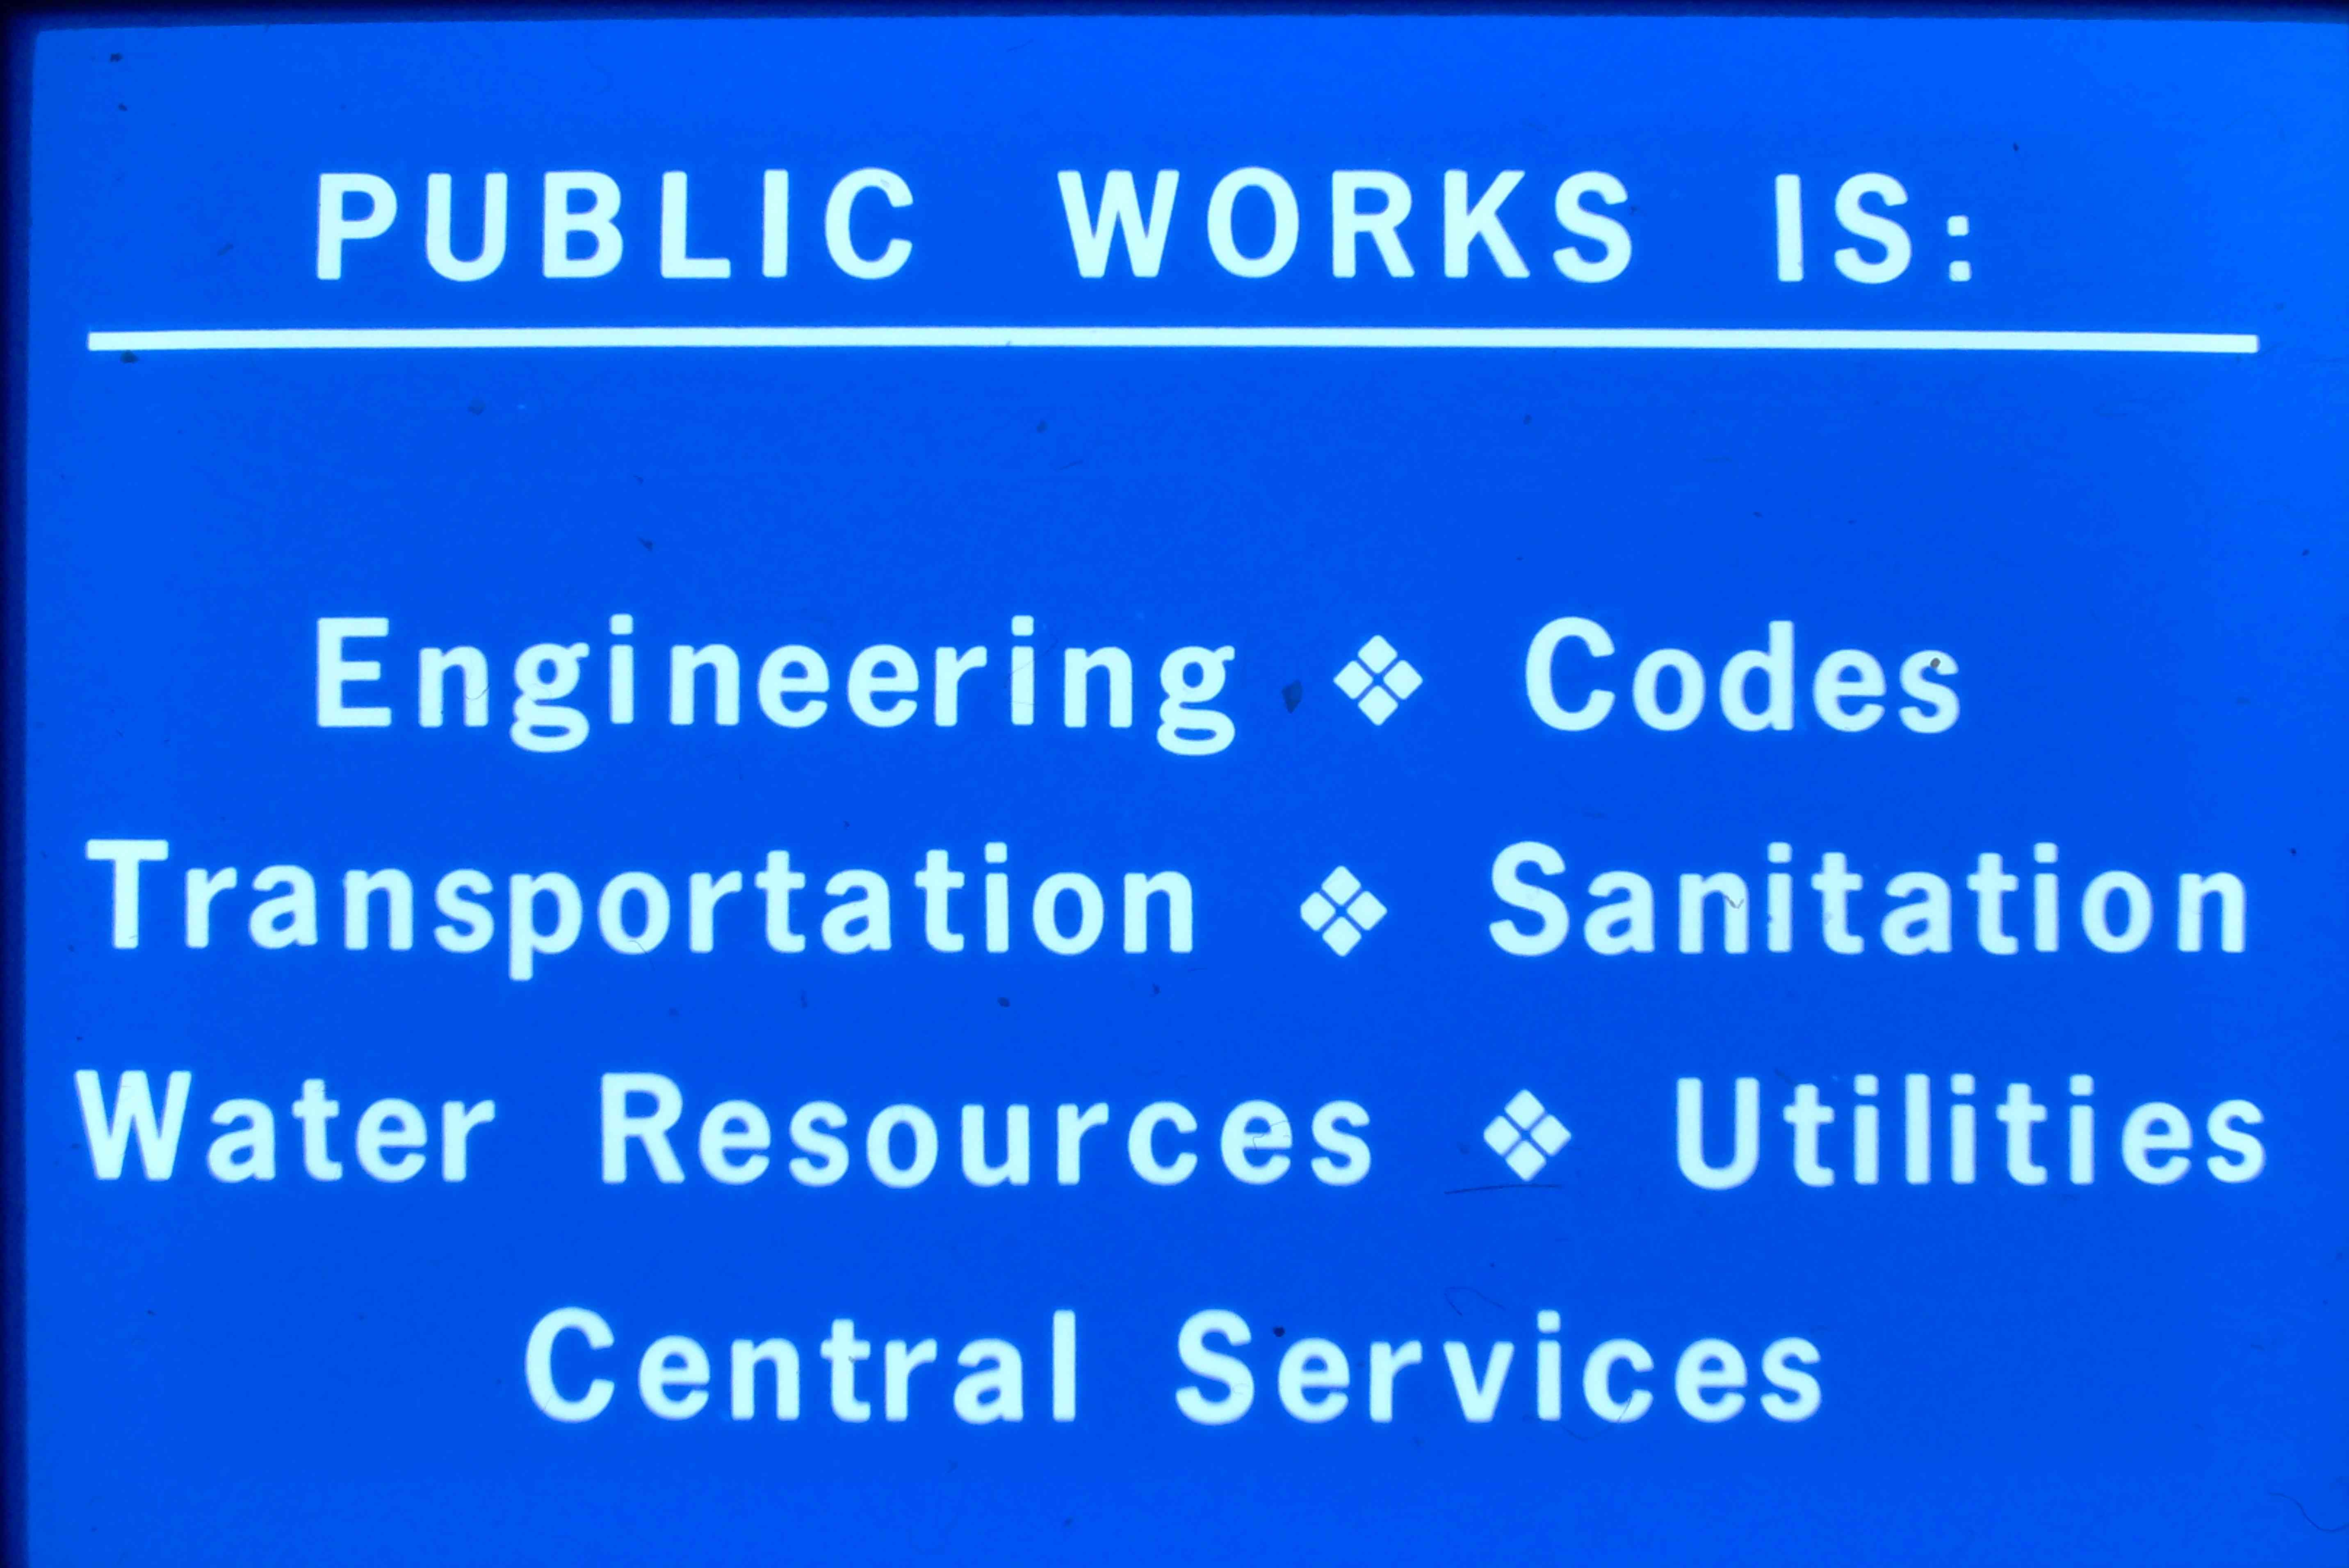 PUBLIC WORKS IS:
Engineering ❖ Codes
Transportation ❖ Sanitation
Water Resources ❖ Utilities
Central Services